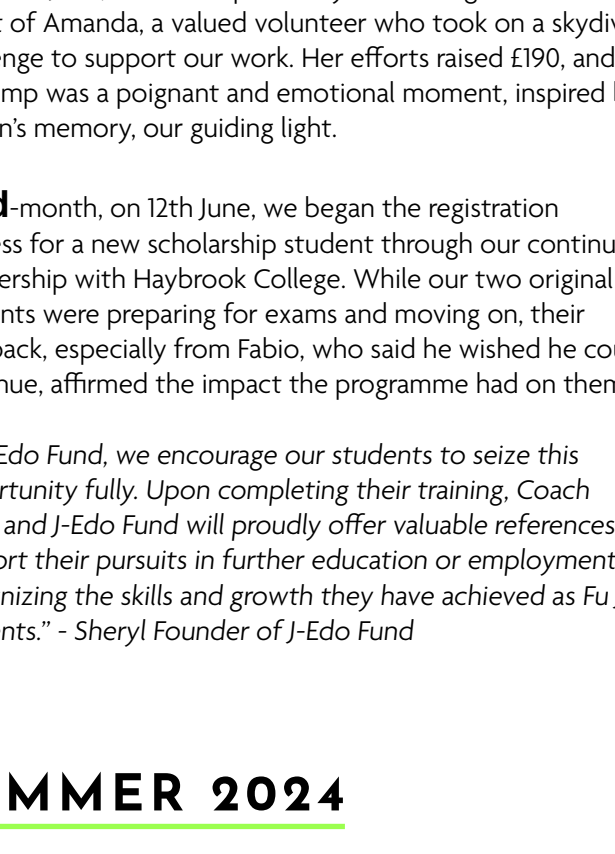 of Amanda, a valued volunteer who took on a skydiv
enge to support our work. Her efforts raised £190, and
mp was a poignant and emotional moment, inspired
n's memory, our guiding light.
d-month, on 12th June, we began the registration
ss for a new scholarship student through our continu
ership with Haybrook College. While our two original
nts were preparing for exams and moving on, their
back, especially from Fabio, who said he wished he cou
nue, affirmed the impact the programme had on them
Edo Fund, we encourage our students to seize this
rtunity fully. Upon completing their training, Coach
and J-Edo Fund will proudly offer valuable references
ort their pursuits in further education or employment
nizing the skills and growth they have achieved as Fu
ents.” - Sheryl Founder of J-Edo Fund
MMER 2024